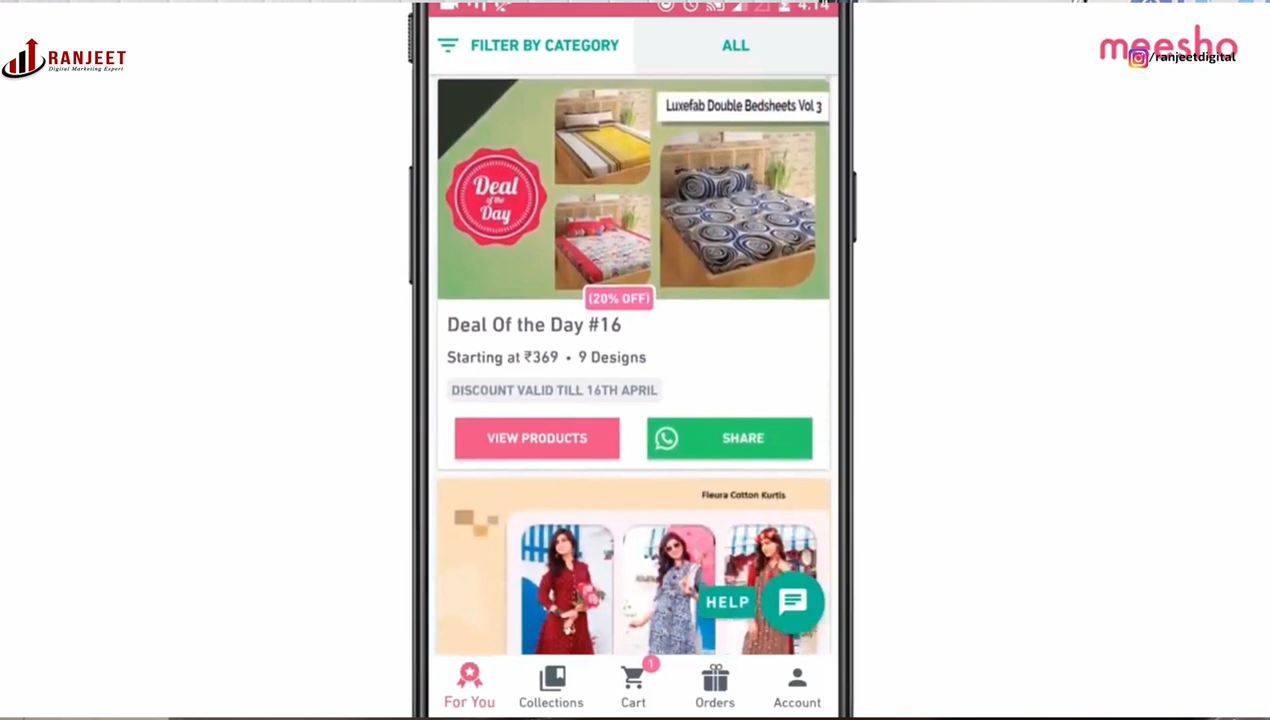 4:14
RANJEET
Digital Marketing Expert
FILTER BY CATEGORY
ALL
meesho
/ranjeetdigital
Luxefab Double Bedsheets Vol 3
Deal
of the
Day
(20% OFF)
Deal Of the Day #16
Starting at ₹369 • 9 Designs
DISCOUNT VALID TILL 16TH APRIL
VIEW PRODUCTS
SHARE
Fleura Cotton Kurtis
HELP
1
For You
Collections
Cart
Orders
Account